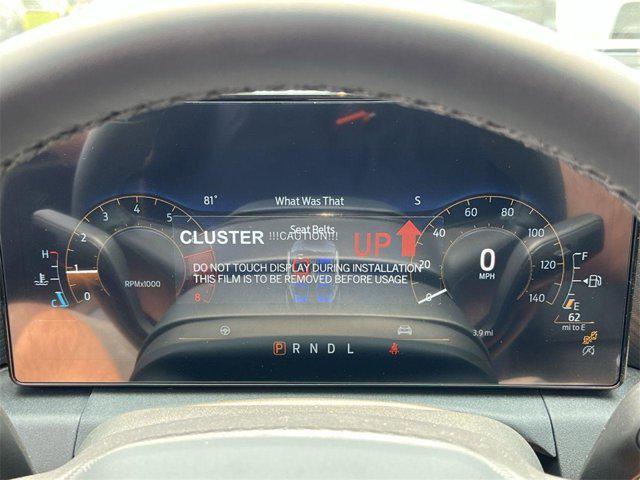 81° What Was That S
Seat Belts
CLUSTER !!!CAUTION!!! UP
DO NOT TOUCH DISPLAY DURING INSTALLATION
THIS FILM IS TO BE REMOVED BEFORE USAGE
H
C
0 1 2 3 4 5 8
RPMx1000
0 20 40 60 80 100 120 140
0
MPH
F
E
62
mi to E
3.9 mi
P R N D L